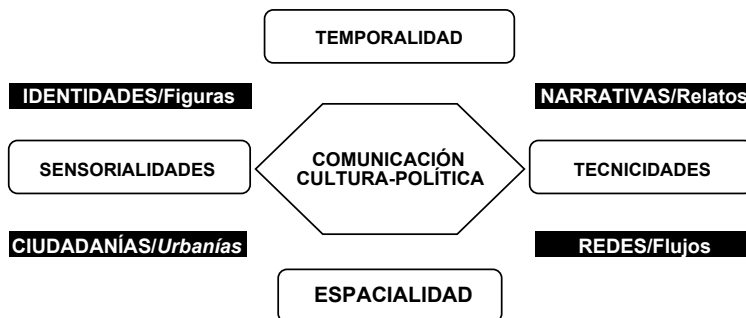 TEMPORALIDAD
IDENTIDADES/Figuras
NARRATIVAS/Relatos
SENSORIALIDADES
COMUNICACIÓN
CULTURA-POLÍTICA
TECNICIDADES
CIUDADANÍAS/Urbanías
REDES/Flujos
ESPACIALIDAD